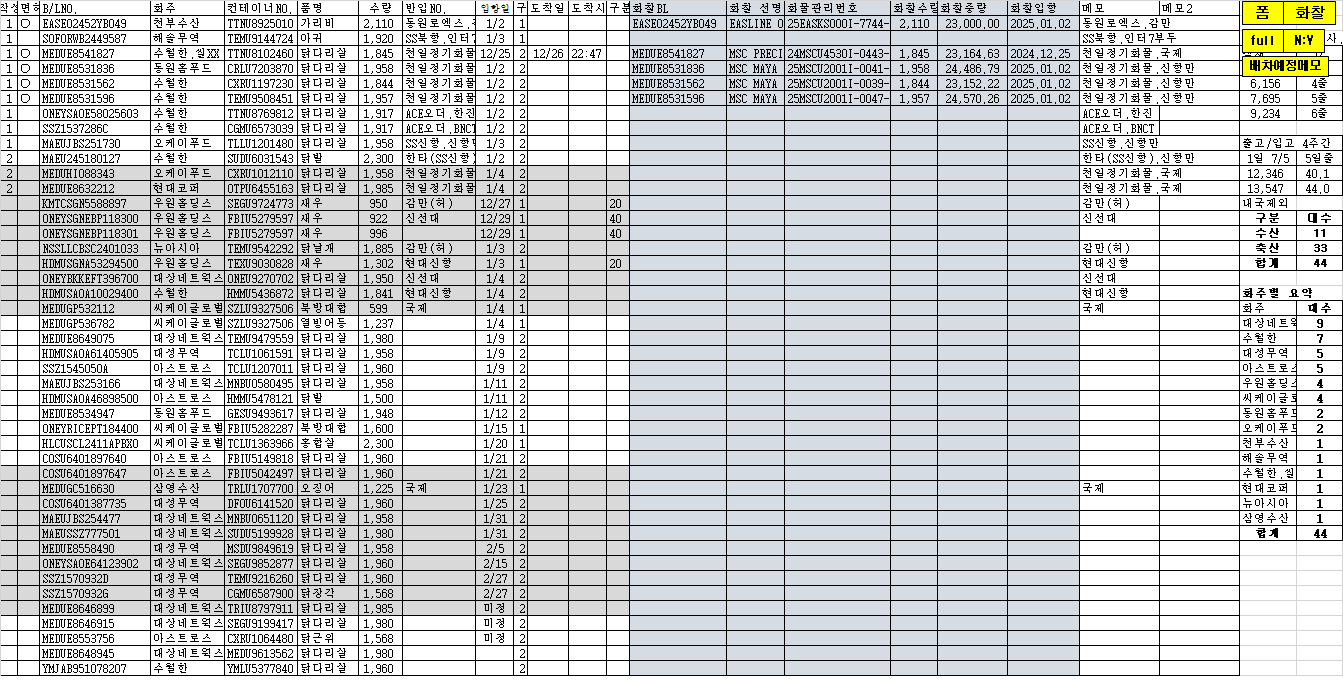 작성 면허 B/LNO. 화주 컨테이너NO. 품명 수량 반입NO. 입항일 구 도착일 도착시 구분 화찰BL 화찰 선명 화물관리번호 화찰수량 화찰중량 화찰입항 메모 메모2 폼 화찰
1 EASE02452YB049 천부수산 TTNU8925010 가리비 2,110 동원로엑스. 1/2 1 EASE02452YB049 EASLINE O 25EASKS000I-7744- 2,110 23,000,00 2025.01.02 동원로엑스.감만
1 SOFORWB2449587 해솔무역 TEMU9144724 아귀 1,920 SS북항.인터7 1/3 1 SS북항.인터7부두 사.
full N:Y
1 ○ MEDUE8541827 수월한.씰XX TTNU8102460 닭다리살 1,845 천일정기화물 12/25 2 12/26 22:47 MEDUE8541827 MSC PRECI 24MSCU4530I-0443- 1,845 23,164,63 2024.12.25 천일정기화물.국제
1 ○ MEDUE8531836 동원홈푸드 CRLU7203870 닭다리살 1,958 천일정기화물 1/2 2 MEDUE8531836 MSC MAYA 25MSCU2001I-0041- 1,958 24,486,79 2025.01.02 천일정기화물.신항만 배차예정메모
1 ○ MEDUE8531562 수월한 CXRU1197230 닭다리살 1,844 천일정기화물 1/2 2 MEDUE8531562 MSC MAYA 25MSCU2001I-0039- 1,844 23,152,22 2025.01.02 천일정기화물.신항만 6,156 4줄
1 ○ MEDUE8531596 수월한 TEMU9508451 닭다리살 1,957 천일정기화물 1/2 2 MEDUE8531596 MSC MAYA 25MSCU2001I-0047- 1,957 24,570,26 2025.01.02 천일정기화물.신항만 7,695 5줄
1 ONEYSAOE58025603 수월한 TTNU8769812 닭다리살 1,917 ACE오더.한진 1/2 2 ACE오더.한진 9,234 6줄
1 SSZ1537286C 수월한 CGMU6573039 닭다리살 1,917 ACE오더.BNCT 1/2 2 ACE오더.BNCT
1 MAEUJBS251730 오케이푸드 TLLU1201480 닭다리살 1,958 SS신항.신항만 1/3 2 SS신항.신항만 출고/입고 4주간
2 MAEU245180127 수월한 SUDU6031543 닭발 2,300 한타(SS신항) 1/2 2 한타(SS신항).신항만 1일 7/5 5일줄
2 MEDUHI088343 오케이푸드 CXRU1012110 닭다리살 1,958 천일정기화물 1/4 2 천일정기화물.국제 12,346 40.1
2 MEDUE8632212 현대코퍼 OTPU6455163 닭다리살 1,985 천일정기화물 1/4 2 천일정기화물.국제 13,547 44.0
KMTCSGN5588897 우원홀딩스 SEGU9724773 새우 950 감만(허) 12/27 1 20 감만(허) 내국제외
ONEYSGNEBP118300 우원홀딩스 FBIU5279597 새우 922 신선대 12/29 1 40 신선대 구분 대수
ONEYSGNEBP118301 우원홀딩스 FBIU5279597 새우 996 12/29 1 40 수산 11
NSSLLCBSC2401033 뉴아시아 TEMU9542292 닭날개 1,885 감만(허) 1/3 2 감만(허) 축산 33
HDMUSGNA53294500 우원홀딩스 TEXU9030828 새우 1,302 현대신항 1/3 1 20 현대신항 합계 44
ONEYBKKEFT396700 대상네트웍스 ONEU9270702 닭다리살 1,950 신선대 1/4 2 신선대
HDMUSAOA10029400 수월한 HMMU5436872 닭다리살 1,841 현대신항 1/4 2 현대신항 화주별 요약
MEDUGP532112 씨케이글로벌 SZLU9327506 북방대합 599 국제 1/4 1 국제 화주 대수
MEDUGP536782 씨케이글로벌 SZLU9327506 열빙어등 1,237 1/4 1 대상네트웍 9
MEDUE8649075 대상네트웍스 TEMU9479559 닭다리살 1,980 1/9 2 수월한 7
HDMUSAOA61405905 대성무역 TCLU1061591 닭다리살 1,958 1/9 2 대성무역 5
SSZ1545050A 아스트로스 TCLU1207011 닭다리살 1,960 1/9 2 아스트로스 5
MAEUJBS253166 대상네트웍스 MNBU0580495 닭다리살 1,958 1/11 2 우원홀딩스 4
HDMUSAOA46898500 아스트로스 HMMU5478121 닭발 1,500 1/11 2 씨케이글로 4
MEDUE8534947 동원홈푸드 GESU9493617 닭다리살 1,948 1/12 2 동원홈푸드 2
ONEYRICEPT184400 씨케이글로벌 FBIU5282287 북방대합 1,600 1/15 1 오케이푸드 2
HLCUSCL2411APBX0 씨케이글로벌 TCLU1363966 홍합살 2,300 1/20 1 천부수산 1
COSU6401897640 아스트로스 FBIU5149818 닭다리살 1,960 1/21 2 해솔무역 1
COSU6401897647 아스트로스 FBIU5042497 닭다리살 1,960 1/21 2 수월한.씰 1
MEDUGC516630 삼영수산 TRLU1707700 오징어 1,225 국제 1/23 1 국제 현대코퍼 1
COSU6401387735 대성무역 DFOU6141520 닭다리살 1,960 1/25 2 뉴아시아 1
MAEUJBS254477 대상네트웍스 MNBU0651120 닭다리살 1,958 1/31 2 삼영수산 1
MAEUSSZ777501 대상네트웍스 SUDU5199928 닭다리살 1,980 1/31 2 합계 44
MEDUE8558490 대성무역 MSDU9849619 닭다리살 1,958 2/5 2
ONEYSAOE64123902 대상네트웍스 SEGU9852877 닭다리살 1,960 2/15 2
SSZ1570932D 대성무역 TEMU9216260 닭다리살 1,960 2/27 2
SSZ1570932G 대성무역 CGMU6587900 닭장각 1,568 2/27 2
MEDUE8646899 대상네트웍스 TRIU8797911 닭다리살 1,985 미정 2
MEDUE8646915 대상네트웍스 SEGU9199417 닭다리살 1,980 미정 2
MEDUE8553756 아스트로스 CXRU1064480 닭근위 1,568 미정 2
MEDUE8648945 대상네트웍스 MEDU9613562 닭다리살 1,980 2
YMJAB951078207 수월한 YMLU5377840 닭다리살 1,960 2